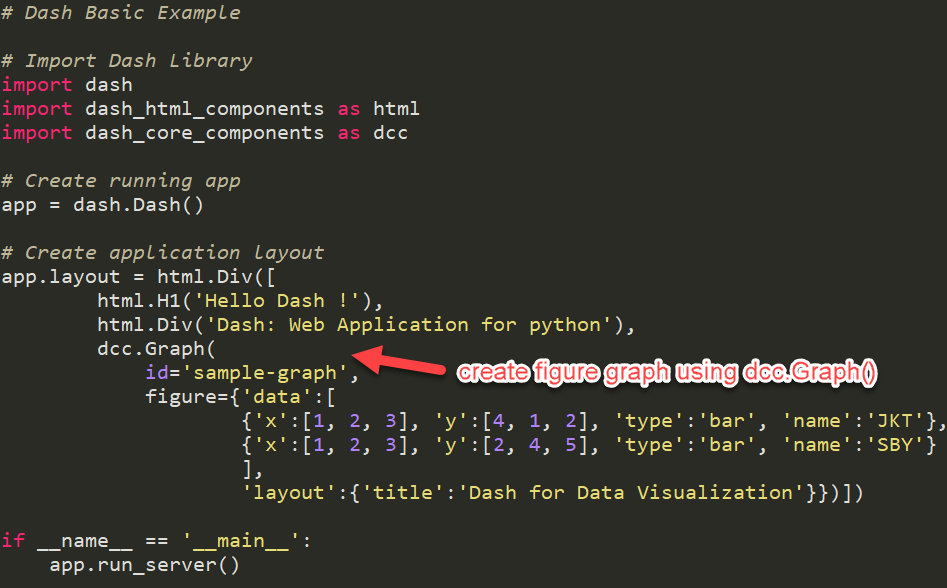 # Dash Basic Example
# Import Dash Library
import dash
import dash_html_components as html
import dash_core_components as dcc
# Create running app
app = dash.Dash()
# Create application layout
app.layout = html.Div([
html.H1('Hello Dash !'),
html.Div('Dash: Web Application for python'),
dcc.Graph(
id='sample-graph',
create figure graph using dcc.Graph()
figure={'data':[
{'x':[1, 2, 3], 'y':[4, 1, 2], 'type':'bar', 'name':'JKT'},
{'x':[1, 2, 3], 'y':[2, 4, 5], 'type':'bar', 'name':'SBY'}
],
'layout':{'title':'Dash for Data Visualization'}})])
if __name__ == '__main__':
app.run_server()